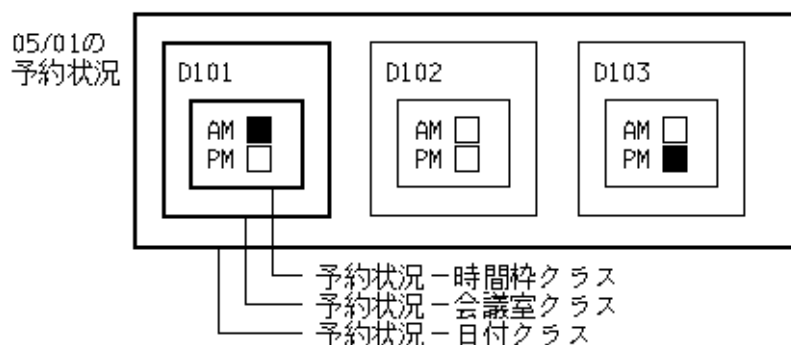 05/01の
予約状況
D101
D102
D103
AM
PM
AM
PM
AM
PM
予約状況－時間枠クラス
予約状況－会議室クラス
予約状況－日付クラス